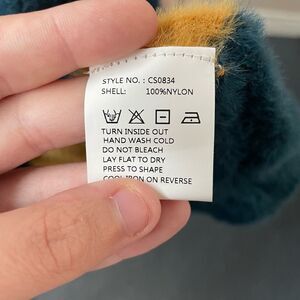 STYLE NO. : CS0834
SHELL: 100%NYLON
TURN INSIDE OUT
HAND WASH COLD
DO NOT BLEACH
LAY FLAT TO DRY
PRESS TO SHAPE
COOL IRON ON REVERSE